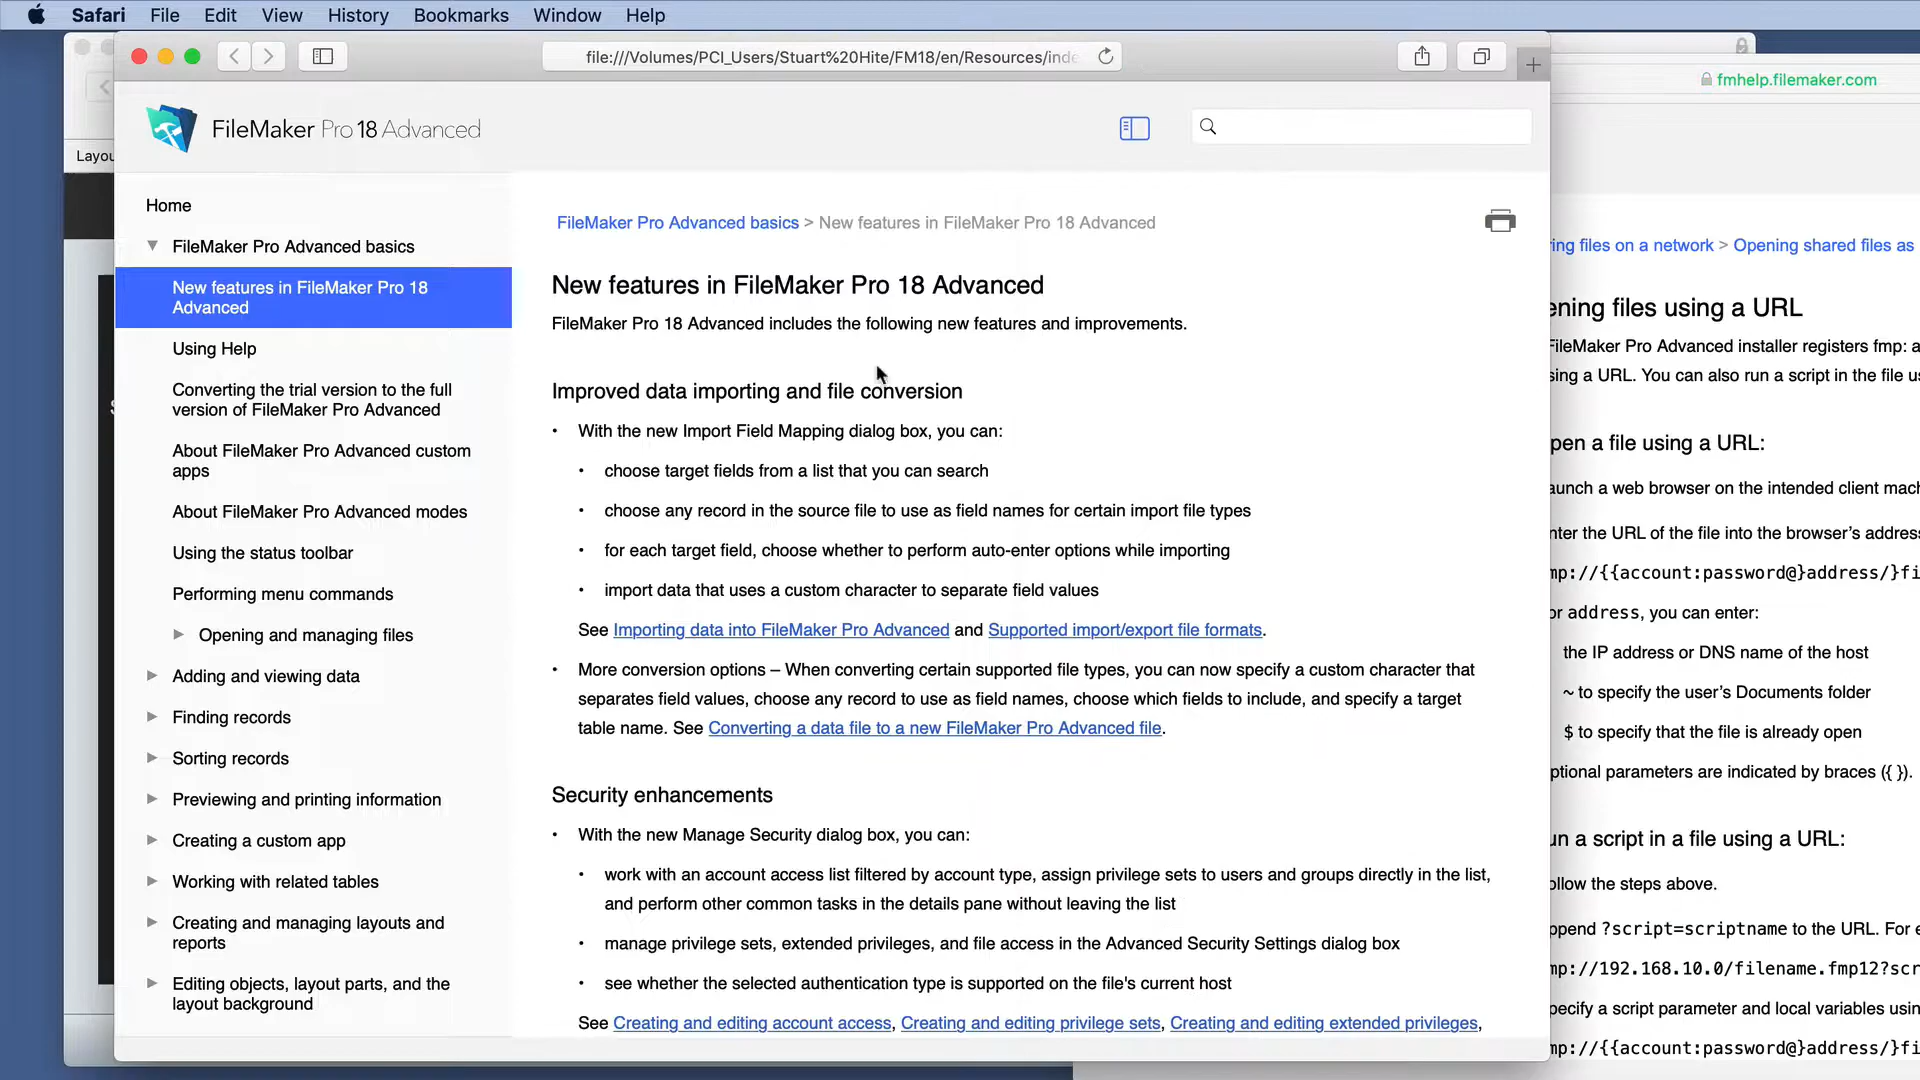 Safari File Edit View History Bookmarks Window Help
file:///Volumes/PCI_Users/Stuart%20Hite/FM18/en/Resources/inde
fmhelp.filemaker.com
FileMaker Pro 18 Advanced
Layou
Home
FileMaker Pro Advanced basics
New features in FileMaker Pro 18
Advanced
Using Help
Converting the trial version to the full
version of FileMaker Pro Advanced
About FileMaker Pro Advanced custom
apps
About FileMaker Pro Advanced modes
Using the status toolbar
Performing menu commands
Opening and managing files
Adding and viewing data
Finding records
Sorting records
Previewing and printing information
Creating a custom app
Working with related tables
Creating and managing layouts and
reports
Editing objects, layout parts, and the
layout background
FileMaker Pro Advanced basics > New features in FileMaker Pro 18 Advanced
New features in FileMaker Pro 18 Advanced
FileMaker Pro 18 Advanced includes the following new features and improvements.
Improved data importing and file conversion
• With the new Import Field Mapping dialog box, you can:
• choose target fields from a list that you can search
• choose any record in the source file to use as field names for certain import file types
• for each target field, choose whether to perform auto-enter options while importing
• import data that uses a custom character to separate field values
See Importing data into FileMaker Pro Advanced and Supported import/export file formats.
• More conversion options – When converting certain supported file types, you can now specify a custom character that
separates field values, choose any record to use as field names, choose which fields to include, and specify a target
table name. See Converting a data file to a new FileMaker Pro Advanced file.
Security enhancements
• With the new Manage Security dialog box, you can:
• work with an account access list filtered by account type, assign privilege sets to users and groups directly in the list,
and perform other common tasks in the details pane without leaving the list
• manage privilege sets, extended privileges, and file access in the Advanced Security Settings dialog box
• see whether the selected authentication type is supported on the file's current host
See Creating and editing account access, Creating and editing privilege sets, Creating and editing extended privileges,
ring files on a network > Opening shared files as
ening files using a URL
FileMaker Pro Advanced installer registers fmp: a
sing a URL. You can also run a script in the file us
pen a file using a URL:
aunch a web browser on the intended client mach
nter the URL of the file into the browser’s address
mp://{{account:password@}address/}fi
or address, you can enter:
the IP address or DNS name of the host
~ to specify the user’s Documents folder
$ to specify that the file is already open
ptional parameters are indicated by braces ({ }).
un a script in a file using a URL:
ollow the steps above.
ppend ?script=scriptname to the URL. For e
mp://192.168.10.0/filename.fmp12?scr
pecify a script parameter and local variables usin
mp://{{account:password@}address/}fi